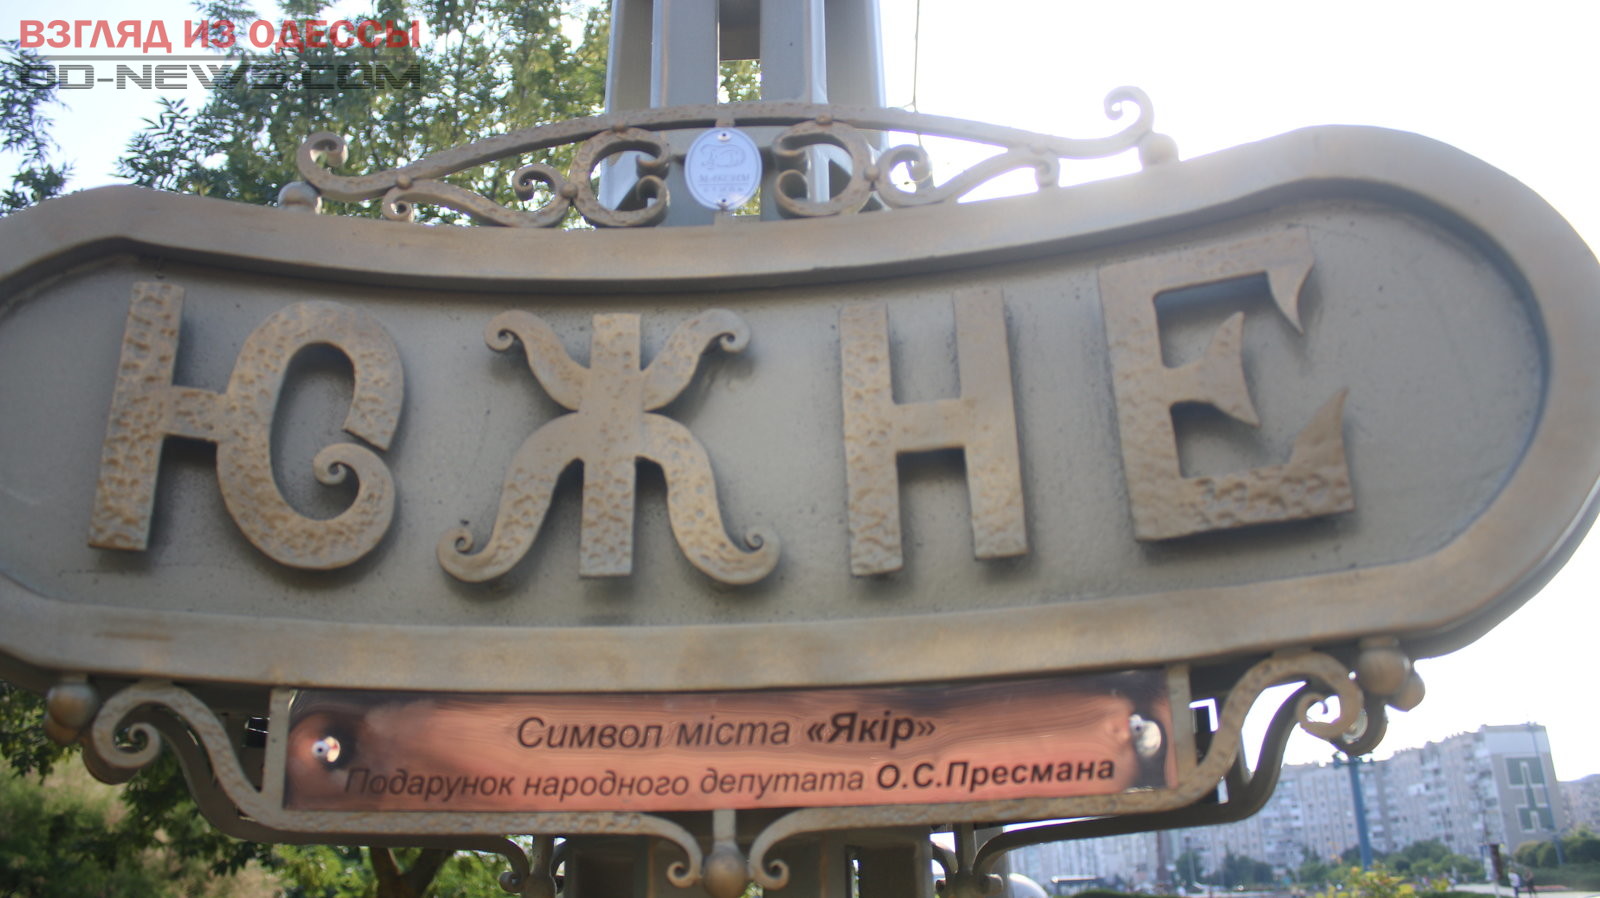 ВЗГЛЯД ИЗ ОДЕССЫ
OD-NEWS.COM
ЮЖНЕ
Символ міста «Якір»
Подарунок народного депутата О.С.Пресмана